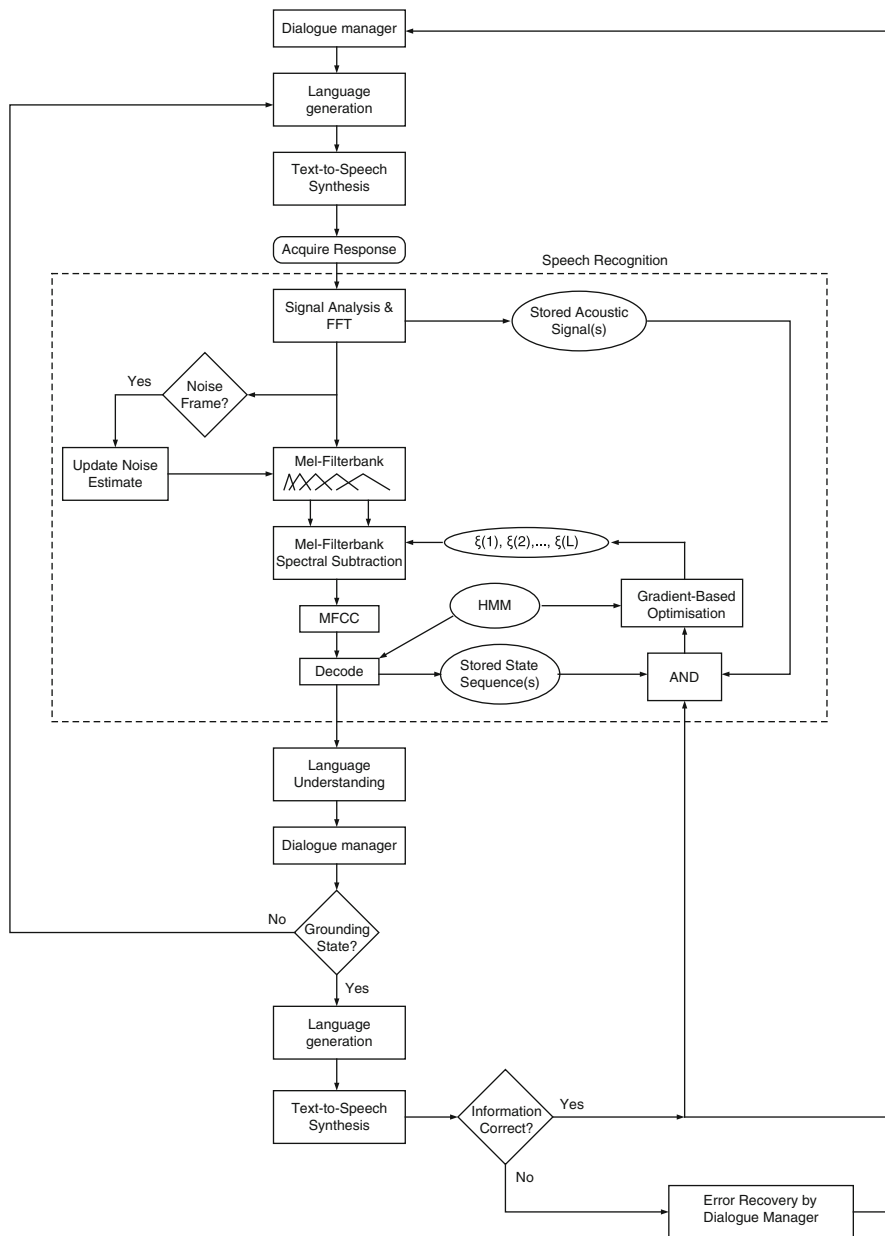 Dialogue manager
Language
generation
Text-to-Speech
Synthesis
Acquire Response
Speech Recognition
Signal Analysis &
FFT
Stored Acoustic
Signal(s)
Yes
Noise
Frame?
Update Noise
Estimate
Mel-Filterbank
Mel-Filterbank
Spectral Subtraction
ξ(1), ξ(2),..., ξ(L)
Gradient-Based
Optimisation
HMM
MFCC
Decode
Stored State
Sequence(s)
AND
Language
Understanding
Dialogue manager
No
Grounding
State?
Yes
Language
generation
Text-to-Speech
Synthesis
Information
Correct?
Yes
No
Error Recovery by
Dialogue Manager